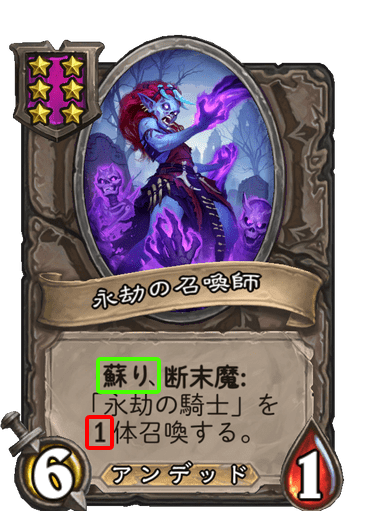 永劫の召喚師
蘇り、断末魔:
「永劫の騎士」を
1体召喚する。
6
アンデッド
1